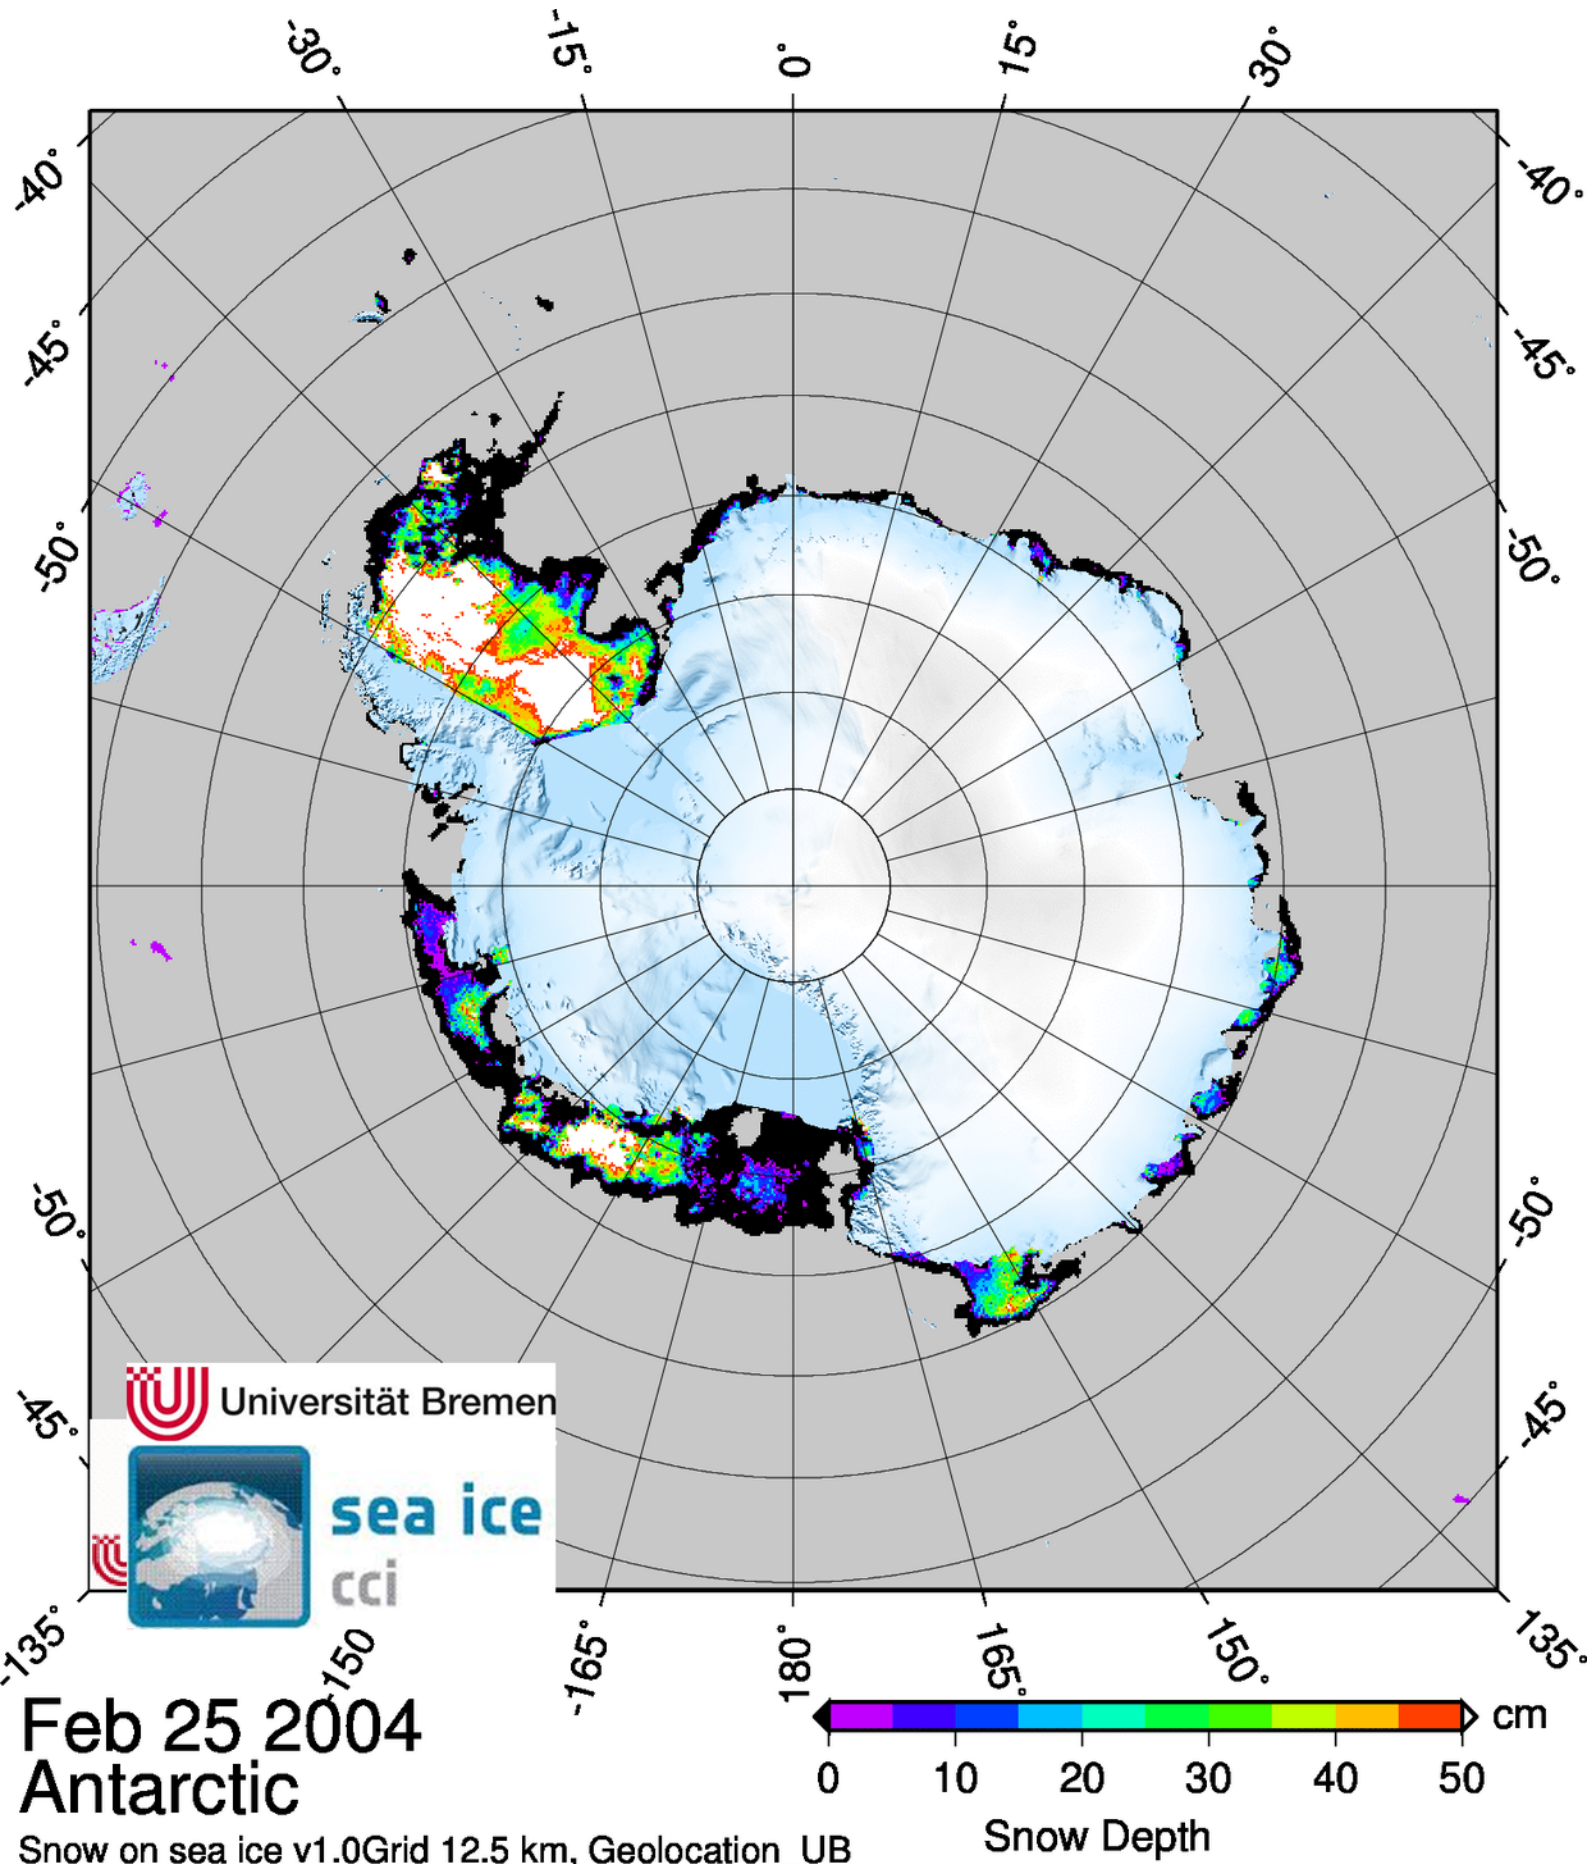 -30° -15° 0° 15° 30°
-40° -40°
-45° -45°
-50° -50°
-50° -50°
-45° -45°
Universität Bremen
sea ice
cci
-135° -150 -165° 180° 165° 150° 135°
Feb 25 2004
Antarctic
Snow on sea ice v1.0Grid 12.5 km, Geolocation UB
cm
0 10 20 30 40 50
Snow Depth